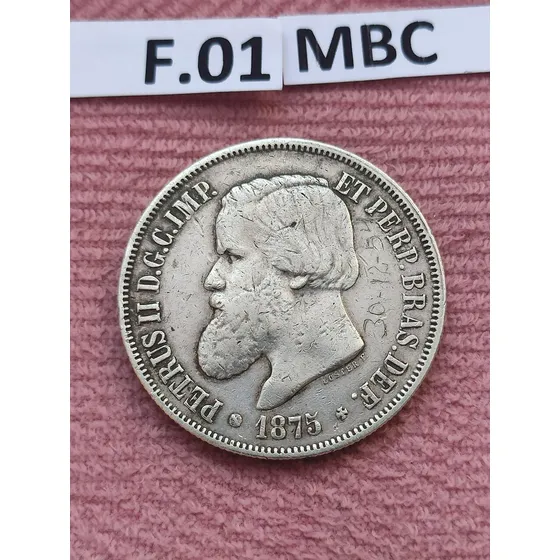 F.01 MBC
PETRUS II D.G.C.IMP. ET PERP.BRAS.DEF.
1875